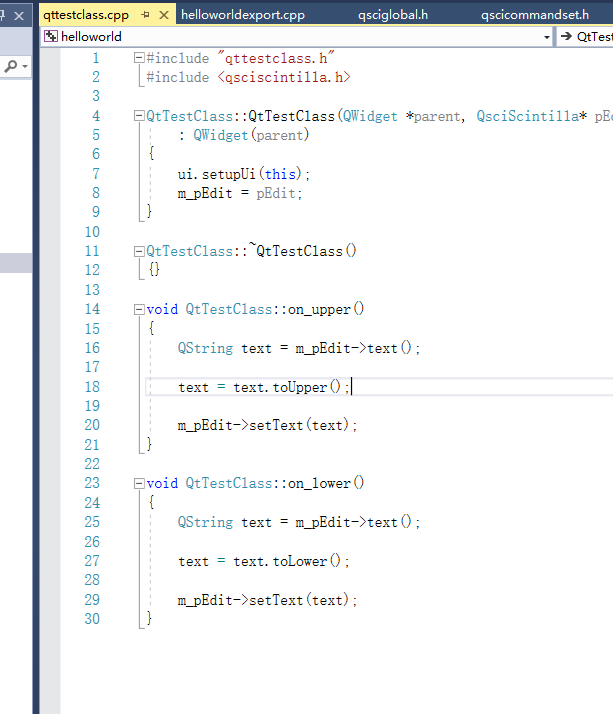 qttestclass.cpp helloworldexport.cpp qsciglobal.h qscicommandset.h
helloworld QtTes
1 #include "qttestclass.h"
2 #include <qsciscintilla.h>
3
4 QtTestClass::QtTestClass(QWidget *parent, QsciScintilla* pEd
5 : QWidget(parent)
6 {
7 ui.setupUi(this);
8 m_pEdit = pEdit;
9 }
10
11 QtTestClass::~QtTestClass()
12 {}
13
14 void QtTestClass::on_upper()
15 {
16 QString text = m_pEdit->text();
17
18 text = text.toUpper();
19
20 m_pEdit->setText(text);
21 }
22
23 void QtTestClass::on_lower()
24 {
25 QString text = m_pEdit->text();
26
27 text = text.toLower();
28
29 m_pEdit->setText(text);
30 }